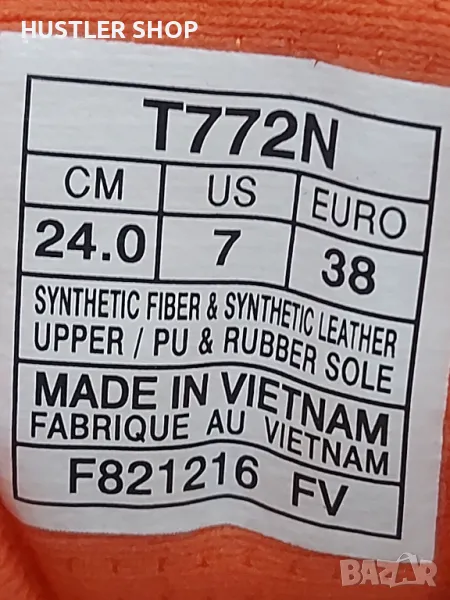 HUSTLER SHOP
T772N
CM US EURO
24.0 7 38
SYNTHETIC FIBER & SYNTHETIC LEATHER
UPPER / PU & RUBBER SOLE
MADE IN VIETNAM
FABRIQUE AU VIETNAM
F821216 FV
BAZAR